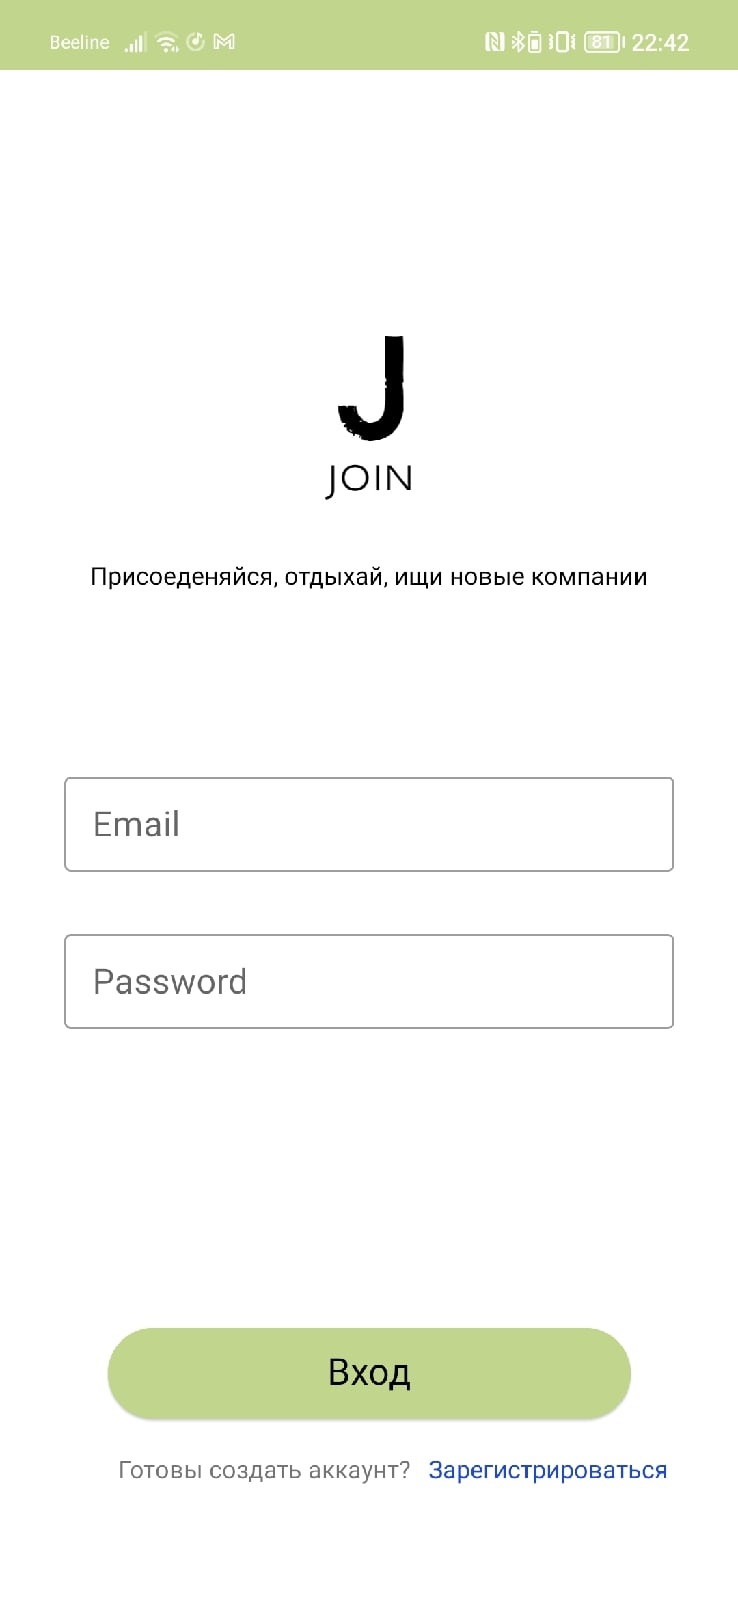 Beeline 81 22:42
J
JOIN
Присоеденяйся, отдыхай, ищи новые компании
Email
Password
Вход
Готовы создать аккаунт? Зарегистрироваться